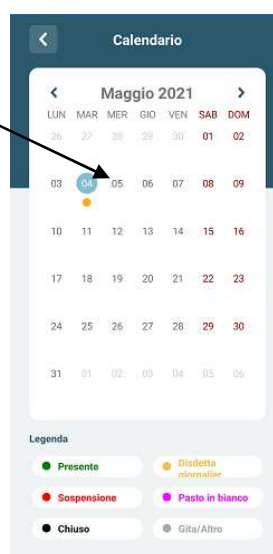 Calendario
Maggio 2021
LUN MAR MER GIO VEN SAB DOM
26 27 28 29 30 01 02
03 04 05 06 07 08 09
10 11 12 13 14 15 16
17 18 19 20 21 22 23
24 25 26 27 28 29 30
31 01 02 03 04 05 06
Legenda
Presente
Disdetta
giornalier
Sospensione
Pasto in bianco
Chiuso
Gita/Altro